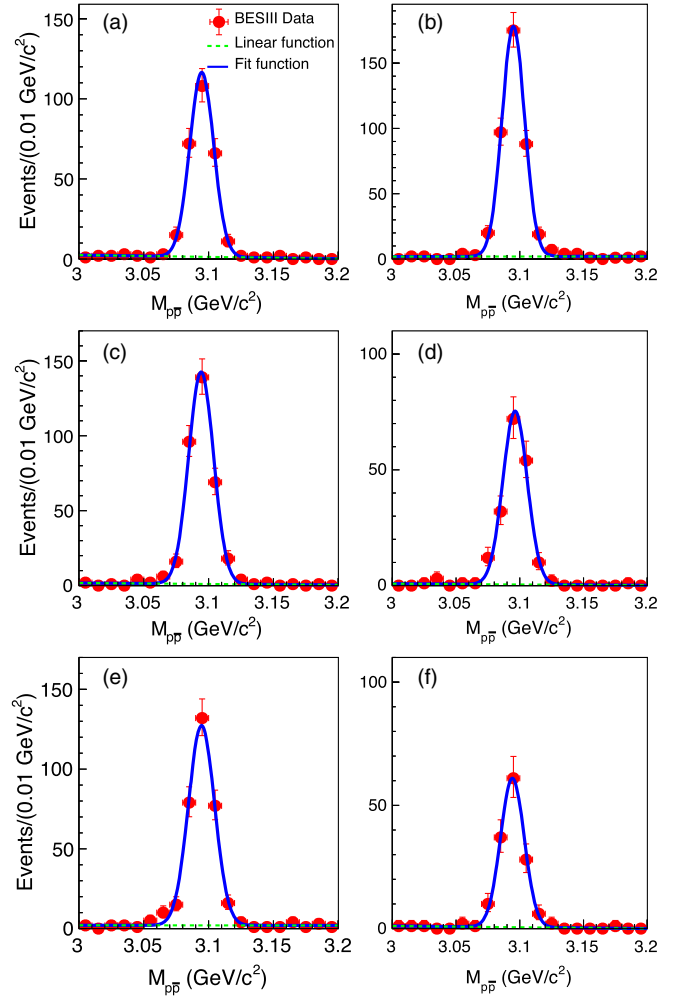 (a)
BESIII Data
Linear function
Fit function
Events/(0.01 GeV/c²)
150
100
50
0
3 3.05 3.1 3.15 3.2
M_pp̅ (GeV/c²)
(b)
150
100
50
0
3 3.05 3.1 3.15 3.2
M_pp̅ (GeV/c²)
(c)
Events/(0.01 GeV/c²)
150
100
50
0
3 3.05 3.1 3.15 3.2
M_pp̅ (GeV/c²)
(d)
100
50
0
3 3.05 3.1 3.15 3.2
M_pp̅ (GeV/c²)
(e)
Events/(0.01 GeV/c²)
150
100
50
0
3 3.05 3.1 3.15 3.2
M_pp̅ (GeV/c²)
(f)
100
50
0
3 3.05 3.1 3.15 3.2
M_pp̅ (GeV/c²)